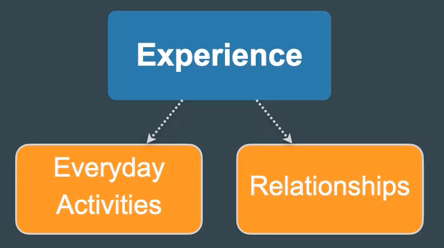 Experience
Everyday
Activities
Relationships